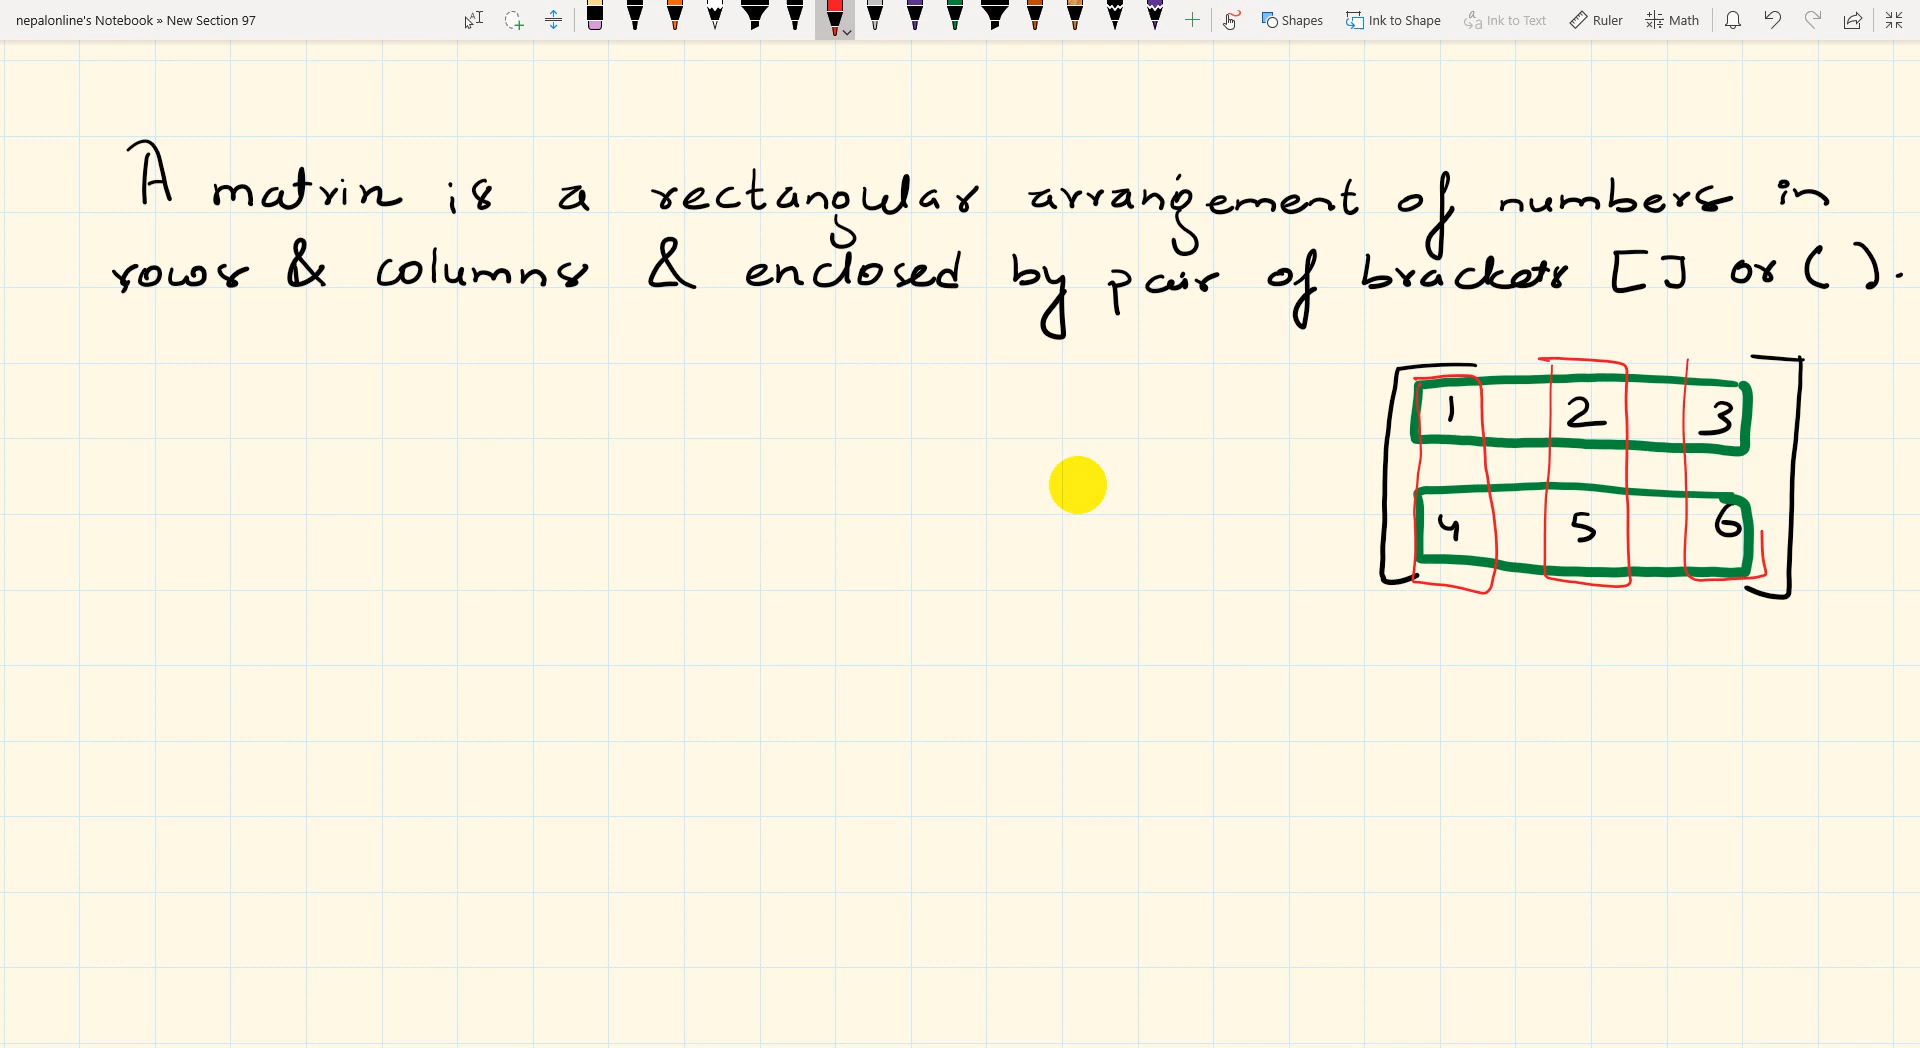 nepalonline's Notebook » New Section 97
Shapes Ink to Shape Ink to Text Ruler Math
A matrix is a rectangular arrangement of numbers in
rows & columns & enclosed by pair of brackets [ ] or ( ).
1 2 3
4 5 6